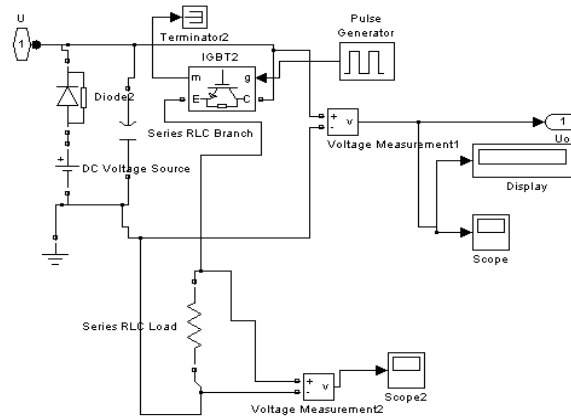 U
1
Terminator2
Pulse
Generator
IGBT2
m
g
E
C
Diode2
Series RLC Branch
+
-
v
Voltage Measurement1
1
Uo
DC Voltage Source
+
Display
Scope
Series RLC Load
+
-
v
Voltage Measurement2
Scope2